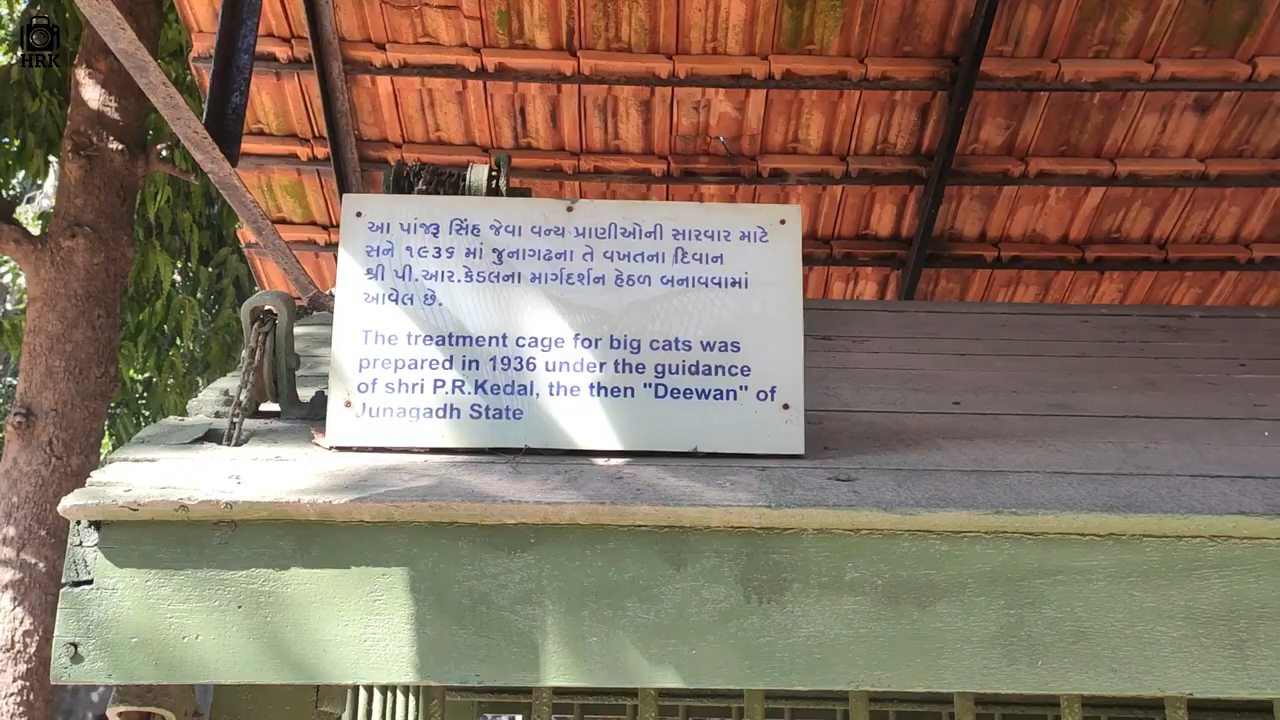 HRK
આ પાંજરૂ સિંહ જેવા વન્ય પ્રાણીઓની સારવાર માટે
સને ૧૯૩૬ માં જુનાગઢના તે વખતના દિવાન
શ્રી પી.આર.કેડલના માર્ગદર્શન હેઠળ બનાવવામાં
આવેલ છે.
The treatment cage for big cats was
prepared in 1936 under the guidance
of shri P.R.Kedal, the then "Deewan" of
Junagadh State